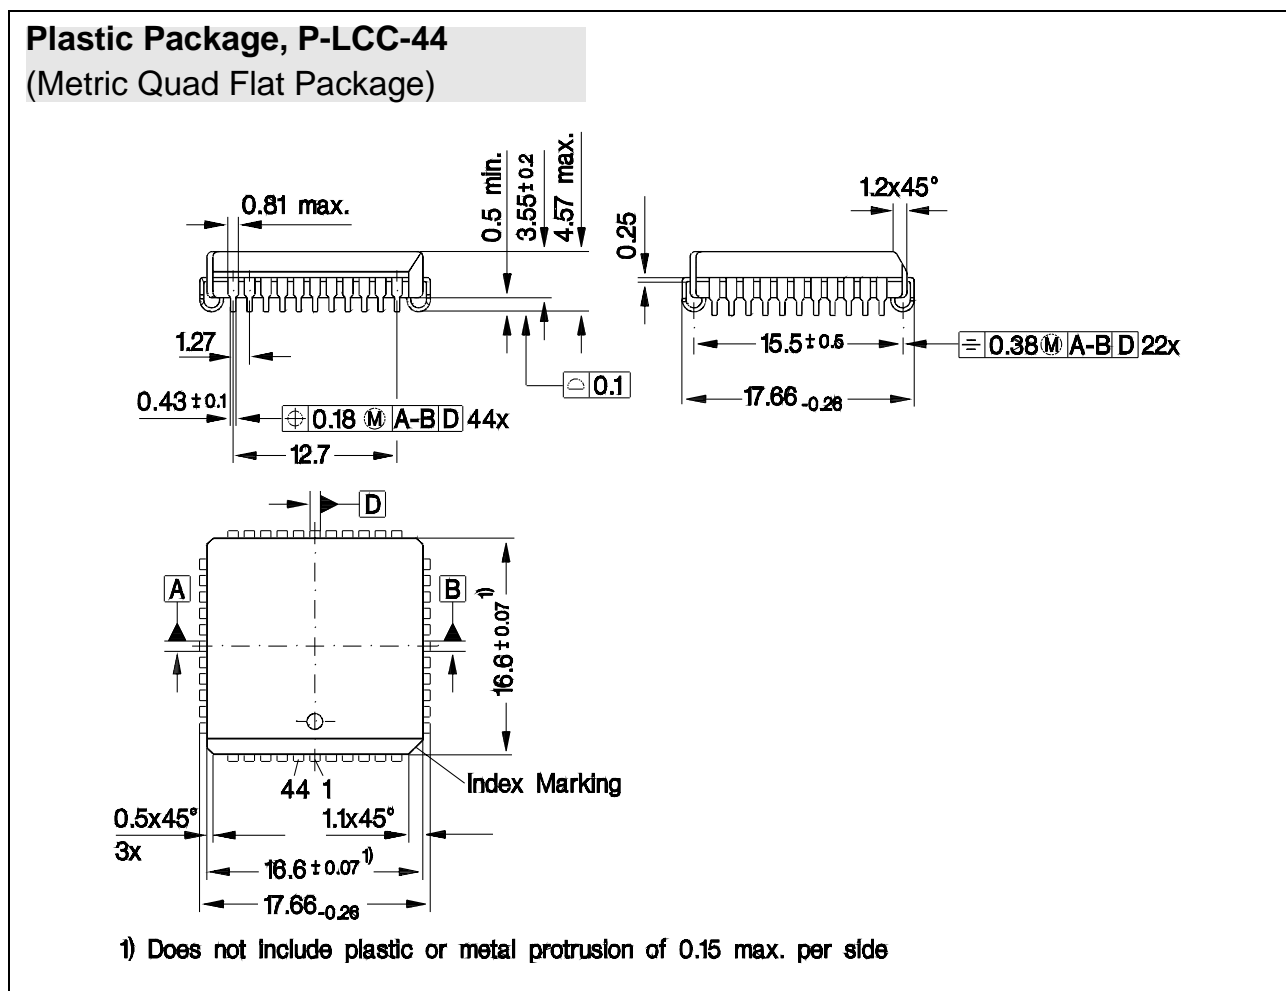 Plastic Package, P-LCC-44
(Metric Quad Flat Package)
0.81 max.
0.5 min.
3.55 ± 0.2
4.57 max.
1.27
0.43 ± 0.1
0.18 Ⓜ A-B D 44x
12.7
0.1
0.25
1.2x45°
15.5 ± 0.5
0.38 Ⓜ A-B D 22x
17.66 -0.26
D
A
B
16.6 ± 0.07 1)
44 1
Index Marking
0.5x45°
3x
1.1x45°
16.6 ± 0.07 1)
17.66 -0.26
1) Does not include plastic or metal protrusion of 0.15 max. per side